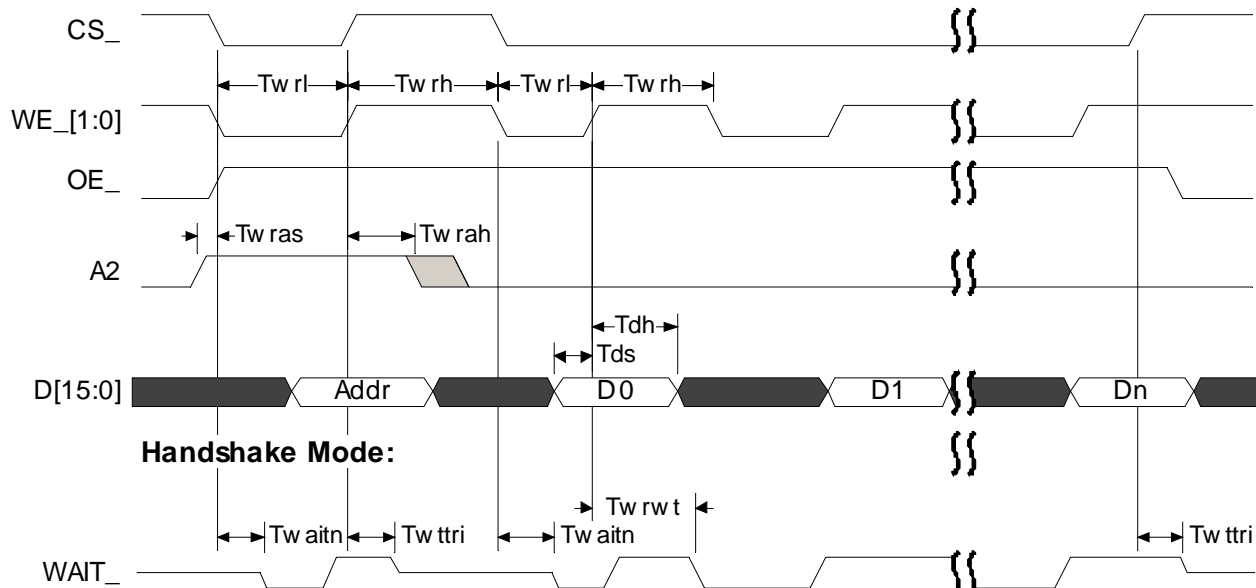 CS_
Tw rl Tw rh Tw rl Tw rh
WE_[1:0]
OE_
Tw ras Tw rah
A2
Tdh
Tds
D[15:0] Addr D0 D1 Dn
Handshake Mode:
Tw rw t
Tw aitn Tw ttri Tw aitn Tw ttri
WAIT_